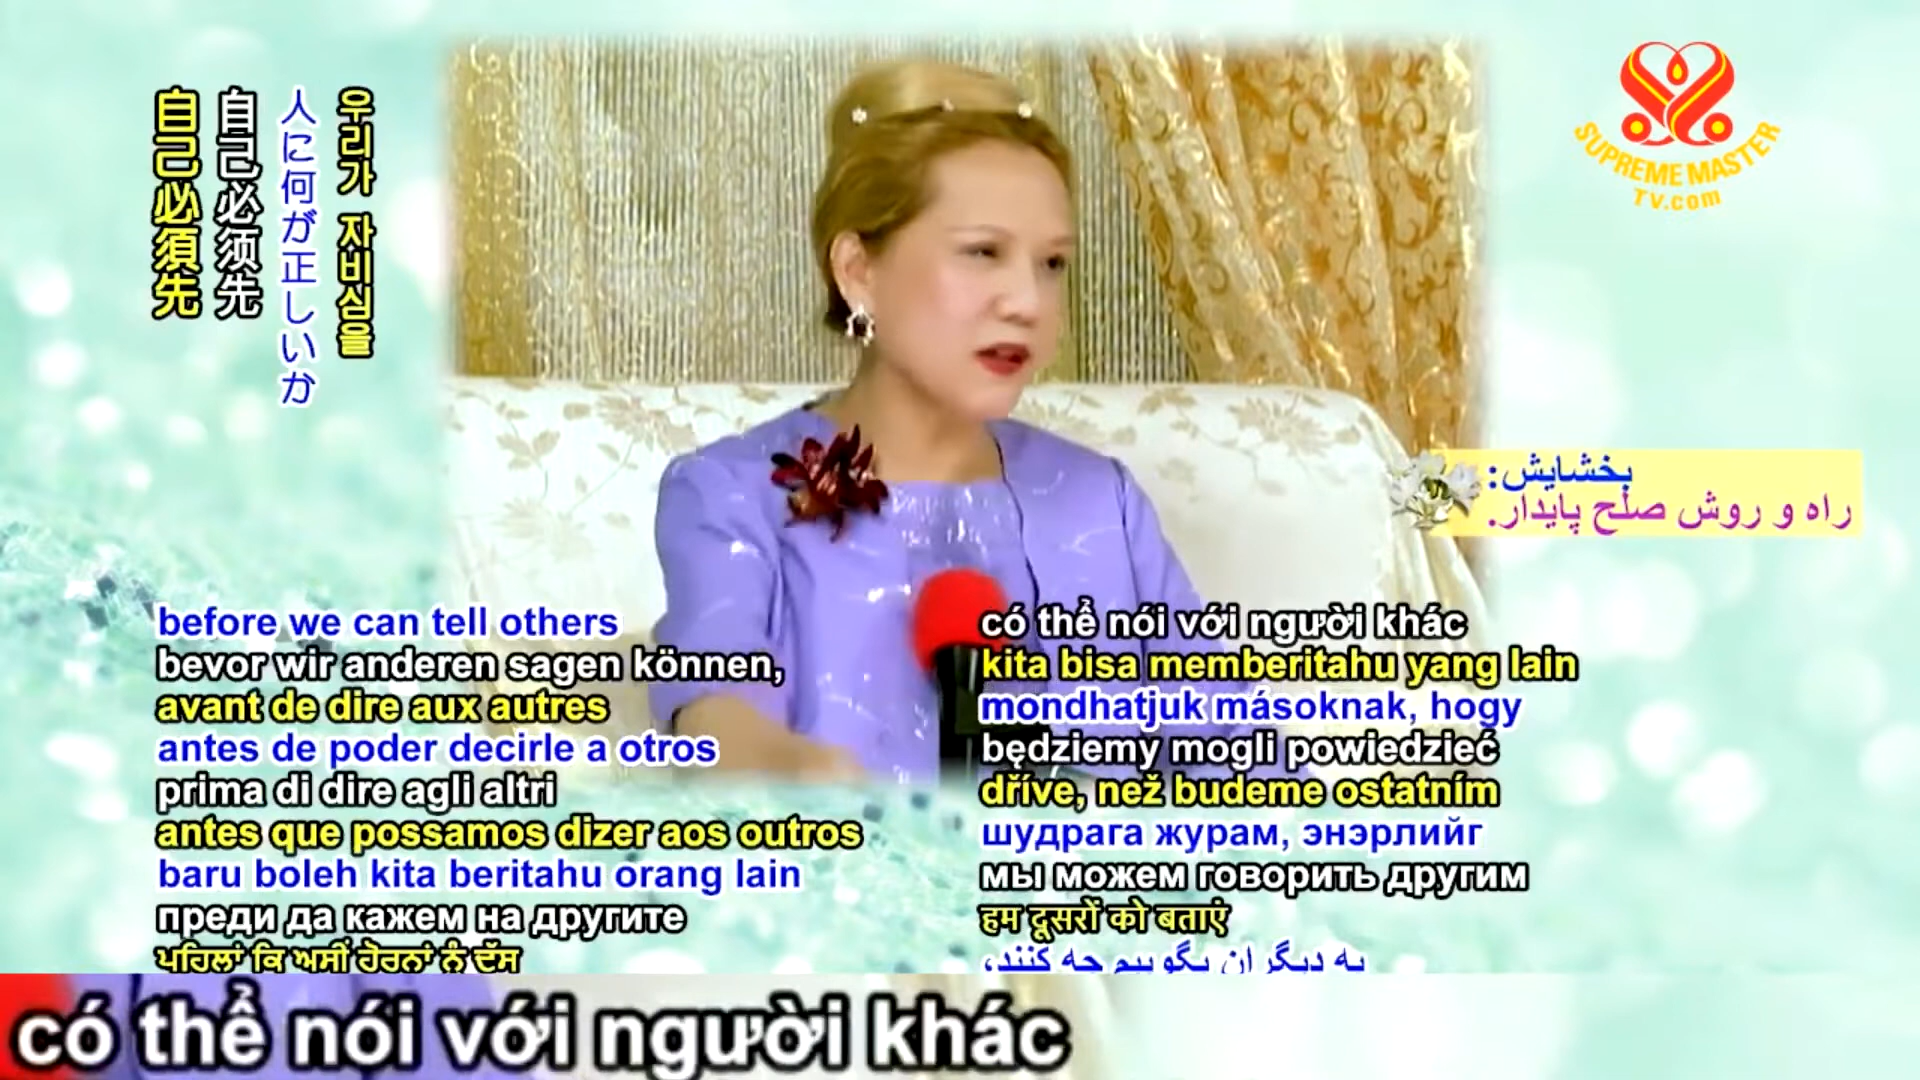 自己必須先
自己必须先
人に何が正しいか
우리가 자비심을
SUPREME MASTER
TV.com
بخشایش:
راه و روش صلح پایدار.
before we can tell others
bevor wir anderen sagen können,
avant de dire aux autres
antes de poder decirle a otros
prima di dire agli altri
antes que possamos dizer aos outros
baru boleh kita beritahu orang lain
преди да кажем на другите
ਪਹਿਲਾਂ ਕਿ ਅਸੀਂ ਹੋਰਨਾਂ ਨੂੰ ਦੱਸ
có thể nói với người khác
kita bisa memberitahu yang lain
mondhatjuk másoknak, hogy
będziemy mogli powiedzieć
dříve, než budeme ostatním
шудрага журам, энэрлийг
мы можем говорить другим
हम दूसरों को बताएं
به دیگران بگوییم چه کنند،
có thể nói với người khác